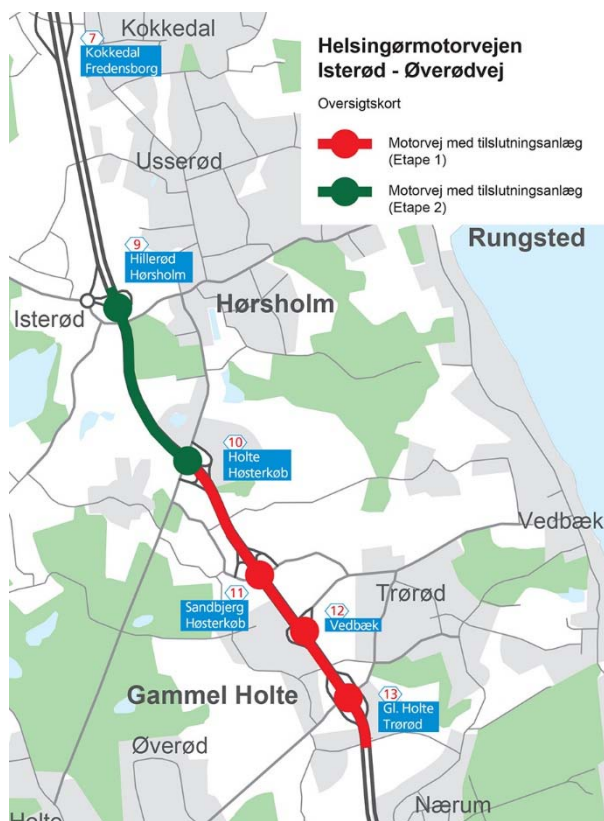 Helsingørmotorvejen
Isterød - Øverødvej
Oversigtskort
Motorvej med tilslutningsanlæg
(Etape 1)
Motorvej med tilslutningsanlæg
(Etape 2)
Kokkedal
7
Kokkedal
Fredensborg
Usserød
Rungsted
9
Hillerød
Hørsholm
Isterød
Hørsholm
10
Holte
Høsterkøb
Vedbæk
11
Sandbjerg
Høsterkøb
Trørød
12
Vedbæk
Gammel Holte
13
Gl. Holte
Trørød
Øverød
Nærum
Holte